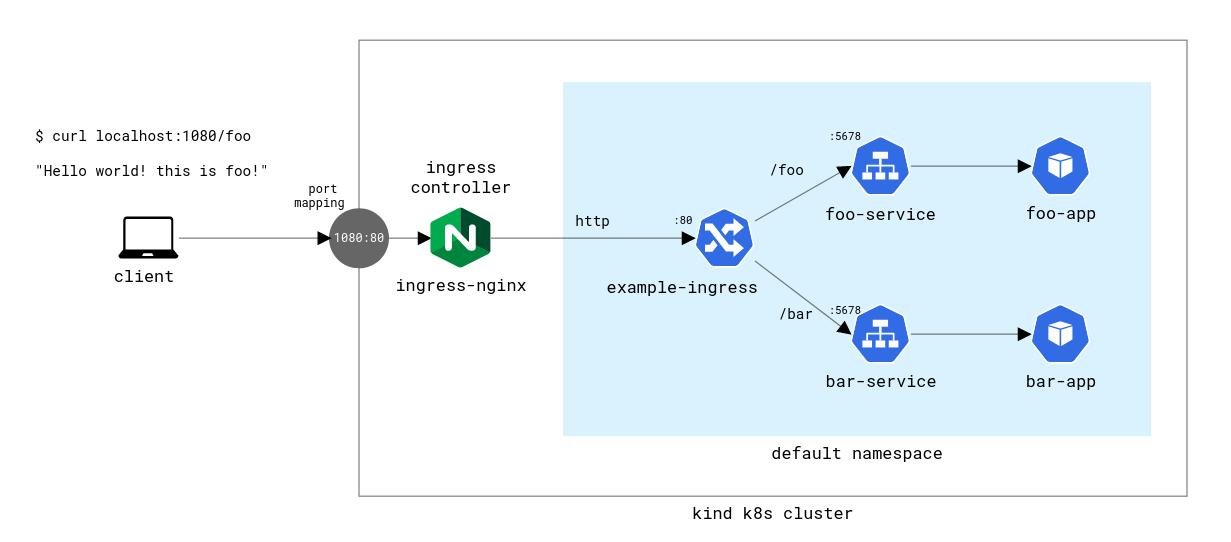 $ curl localhost:1080/foo
"Hello world! this is foo!"
port
mapping
1080:80
client
ingress
controller
N
ingress-nginx
http
:80
example-ingress
/foo
:5678
foo-service
foo-app
/bar
:5678
bar-service
bar-app
default namespace
kind k8s cluster